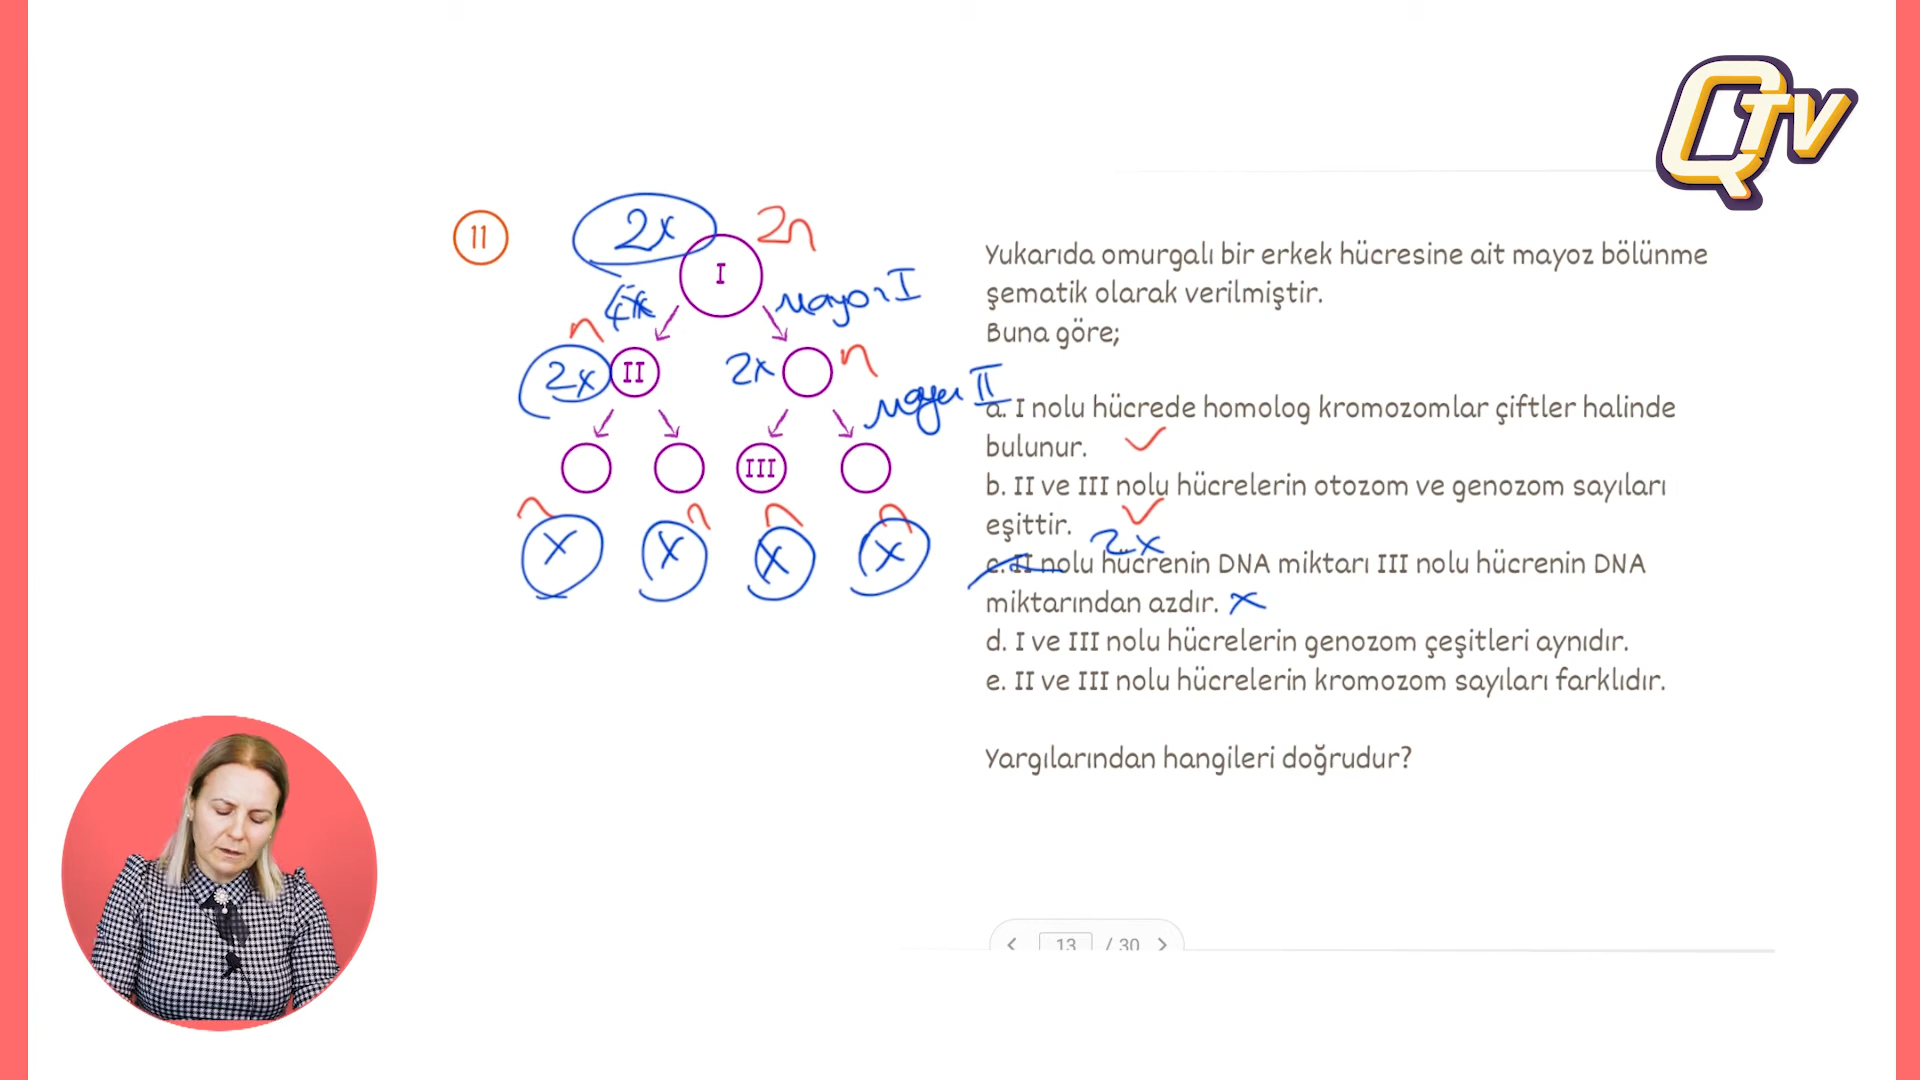 QTV
11
2x
2n
I
4x
Mayoz I
n
2x
II
2x
n
Mayoz II
III
n
n
n
n
x
x
x
x
Yukarıda omurgalı bir erkek hücresine ait mayoz bölünme
şematik olarak verilmiştir.
Buna göre;
a. I nolu hücrede homolog kromozomlar çiftler halinde
bulunur.
b. II ve III nolu hücrelerin otozom ve genozom sayıları
eşittir.
2x
c. II nolu hücrenin DNA miktarı III nolu hücrenin DNA
miktarından azdır. x
d. I ve III nolu hücrelerin genozom çeşitleri aynıdır.
e. II ve III nolu hücrelerin kromozom sayıları farklıdır.
Yargılarından hangileri doğrudur?
< 13 / 30 >